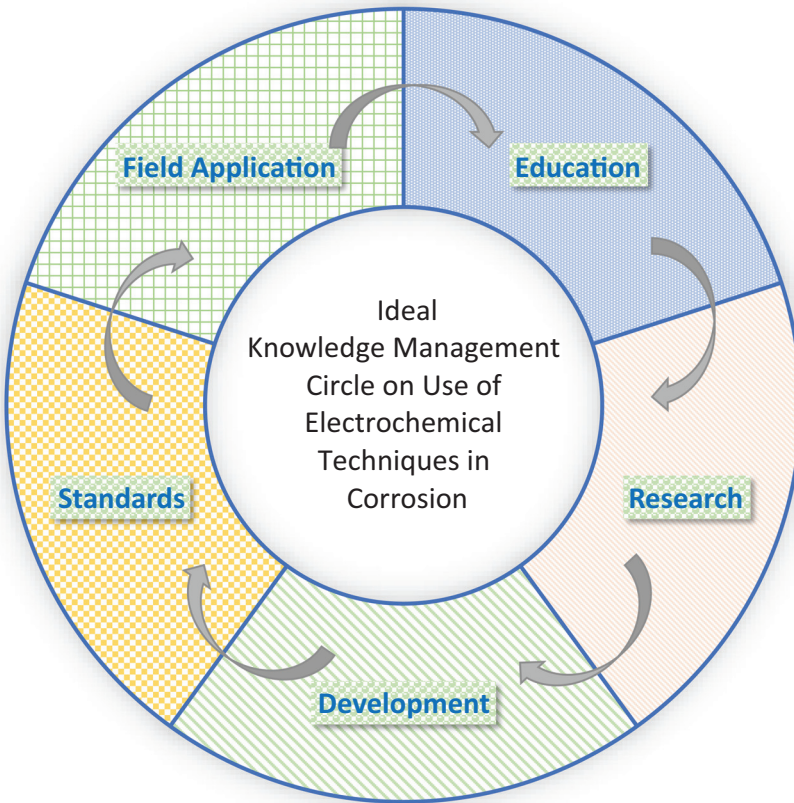 Field Application
Education
Ideal
Knowledge Management
Circle on Use of
Electrochemical
Techniques in
Corrosion
Standards
Research
Development